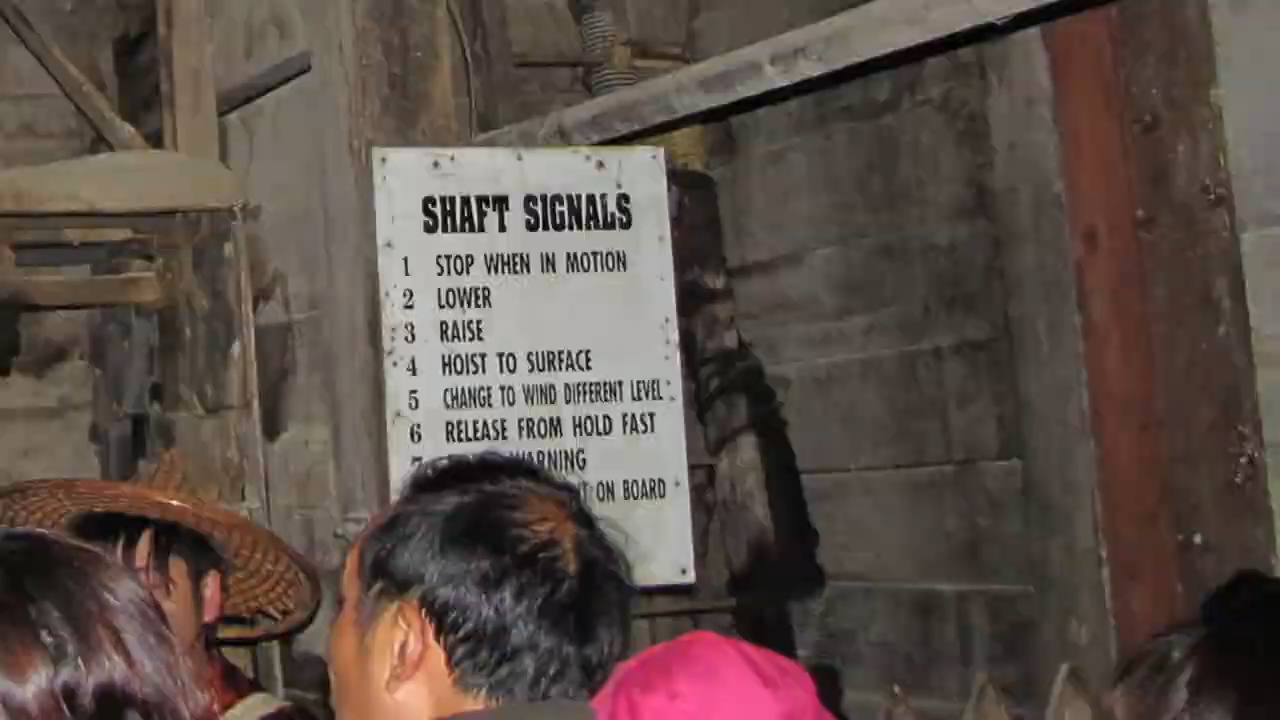 SHAFT SIGNALS
1 STOP WHEN IN MOTION
2 LOWER
3 RAISE
4 HOIST TO SURFACE
5 CHANGE TO WIND DIFFERENT LEVEL
6 RELEASE FROM HOLD FAST
7 WARNING
ON BOARD